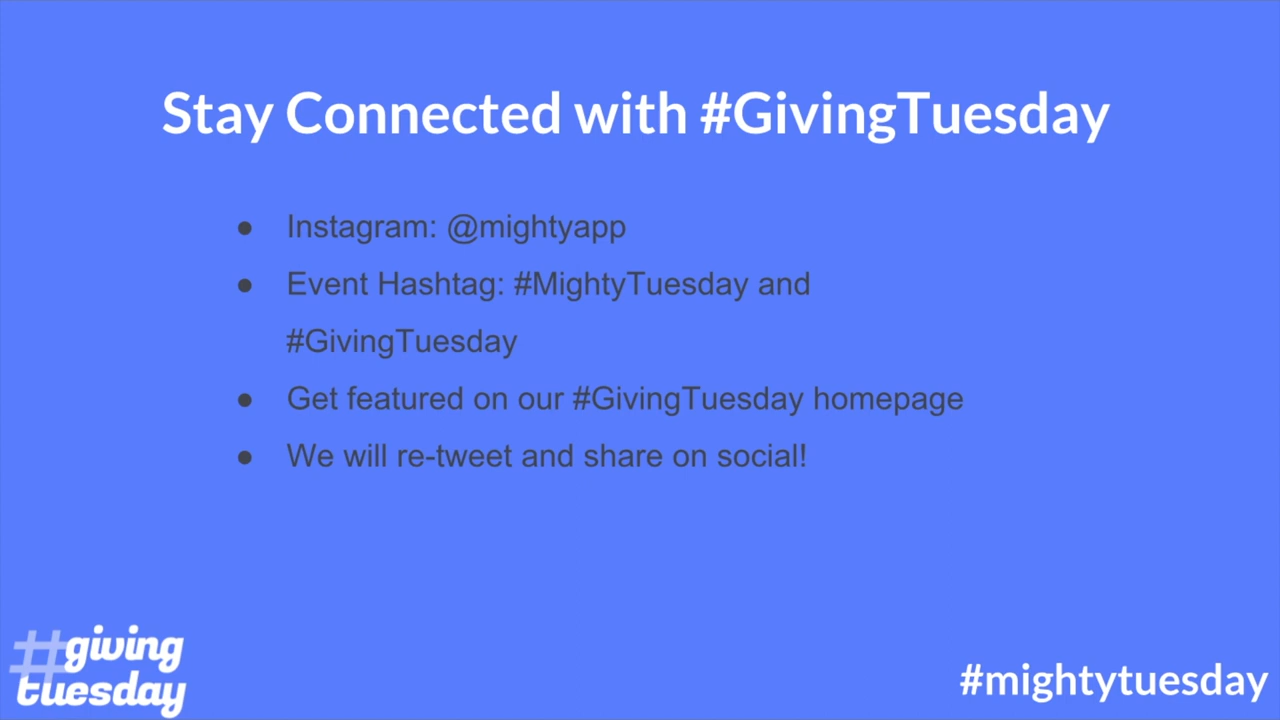 Stay Connected with #GivingTuesday
● Instagram: @mightyapp
● Event Hashtag: #MightyTuesday and
#GivingTuesday
● Get featured on our #GivingTuesday homepage
● We will re-tweet and share on social!
#giving
tuesday
#mightytuesday